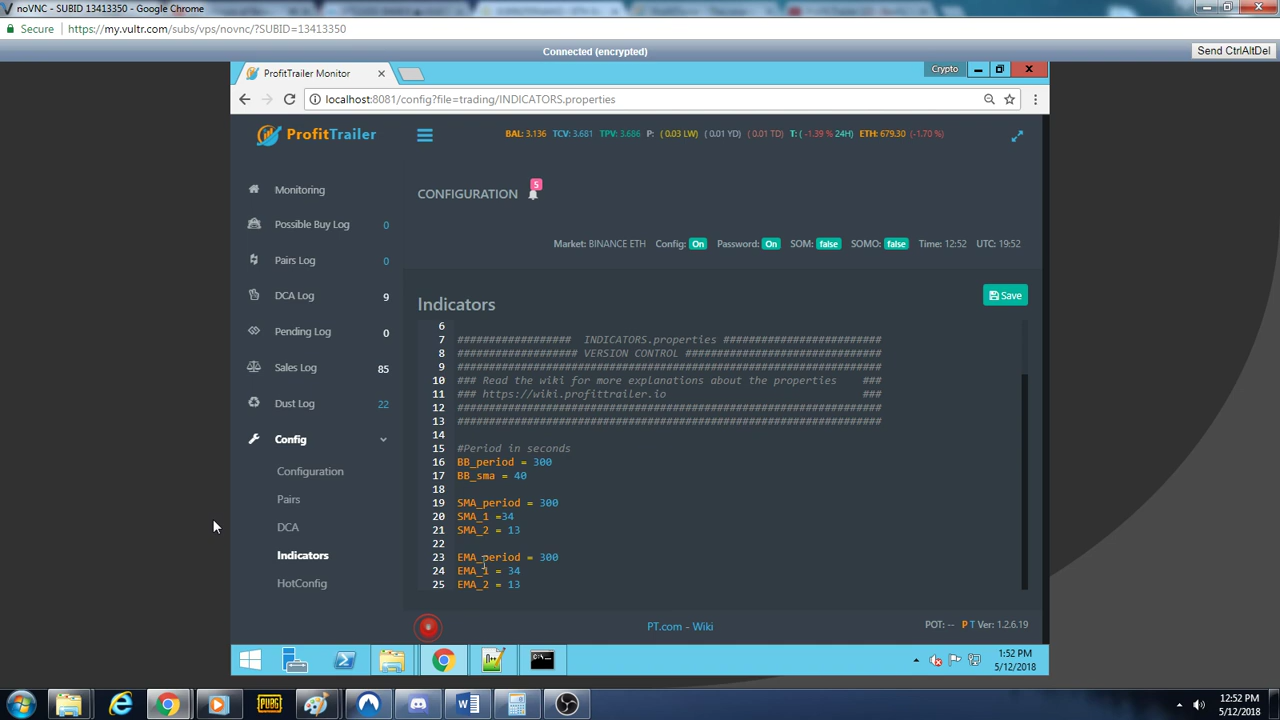 noVNC - SUBID 13413350 - Google Chrome
Secure https://my.vultr.com/subs/vps/novnc/?SUBID=13413350
Connected (encrypted)
Send CtrlAltDel
ProfitTrailer Monitor
Crypto
localhost:8081/config?file=trading/INDICATORS.properties
ProfitTrailer
BAL: 3.136 TCV: 3.681 TPV: 3.686 P: ( 0.03 LW) ( 0.01 YD) ( 0.01 TD) T: ( -1.39 % 24H) ETH: 679.30 (-1.70 %)
CONFIGURATION 5
Market: BINANCE ETH Config: On Password: On SOM: false SOMO: false Time: 12:52 UTC: 19:52
Monitoring
Possible Buy Log 0
Pairs Log 0
DCA Log 9
Pending Log 0
Sales Log 85
Dust Log 22
Config
Configuration
Pairs
DCA
Indicators
HotConfig
Indicators
Save
6
7 ################## INDICATORS.properties #########################
8 ################### VERSION CONTROL ###############################
9 ###################################################################
10 ### Read the wiki for more explanations about the properties ###
11 ### https://wiki.profittrailer.io ###
12 ###################################################################
13 ###################################################################
14
15 #Period in seconds
16 BB_period = 300
17 BB_sma = 40
18
19 SMA_period = 300
20 SMA_1 =34
21 SMA_2 = 13
22
23 EMA_period = 300
24 EMA_1 = 34
25 EMA_2 = 13
PT.com - Wiki
POT: -- P T Ver: 1.2.6.19
1:52 PM
5/12/2018
PUBG
12:52 PM
5/12/2018